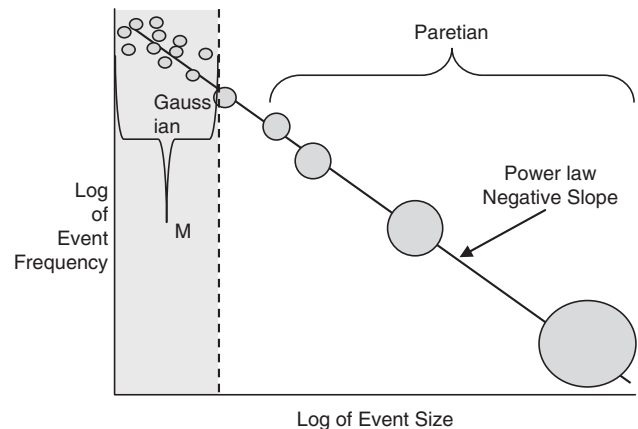 Paretian
Gauss
ian
Power law
Negative Slope
Log
of
Event
Frequency
M
Log of Event Size